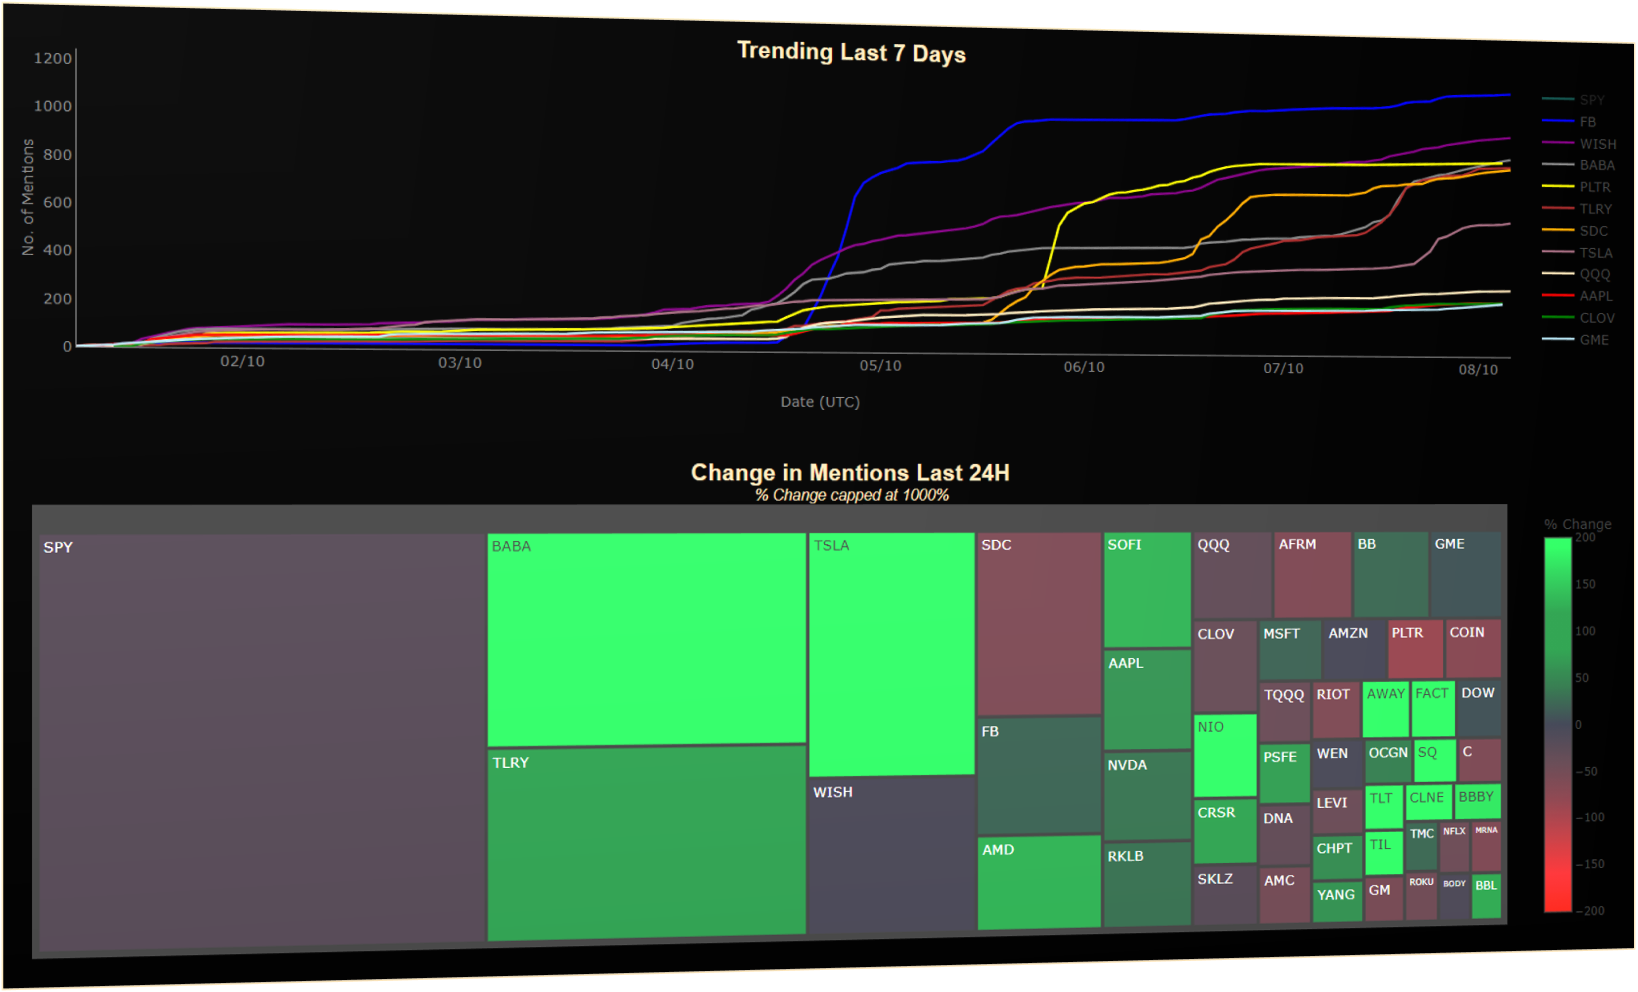 Trending Last 7 Days
1200
1000
800
600
400
200
0
No. of Mentions
02/10
03/10
04/10
05/10
06/10
07/10
08/10
Date (UTC)
SPY
FB
WISH
BABA
PLTR
TLRY
SDC
TSLA
QQQ
AAPL
CLOV
GME
Change in Mentions Last 24H
% Change capped at 1000%
SPY
BABA
TLRY
TSLA
WISH
SDC
FB
AMD
SOFI
AAPL
NVDA
RKLB
QQQ
AFRM
BB
GME
CLOV
MSFT
AMZN
PLTR
COIN
TQQQ
RIOT
AWAY
FACT
DOW
NIO
PSFE
WEN
OCGN
SQ
C
CRSR
DNA
LEVI
TLT
CLNE
BBBY
CHPT
TIL
TMC
NFLX
MRNA
SKLZ
AMC
YANG
GM
ROKU
BODY
BBL
% Change
200
150
100
50
0
−50
−100
−150
−200